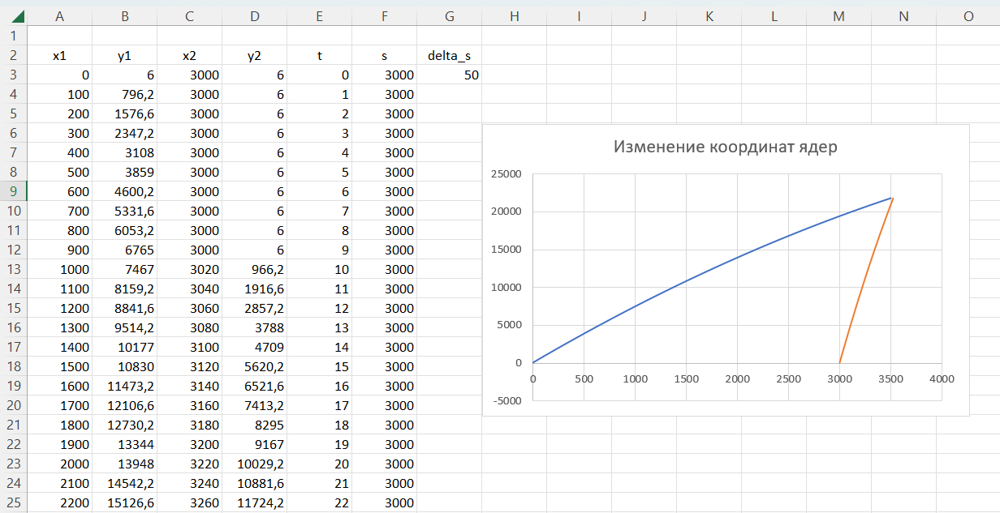 A B C D E F G H I J K L M N O
1
2 x1 y1 x2 y2 t s delta_s
3 0 6 3000 6 0 3000 50
4 100 796,2 3000 6 1 3000
5 200 1576,6 3000 6 2 3000
6 300 2347,2 3000 6 3 3000
7 400 3108 3000 6 4 3000
8 500 3859 3000 6 5 3000
9 600 4600,2 3000 6 6 3000
10 700 5331,6 3000 6 7 3000
11 800 6053,2 3000 6 8 3000
12 900 6765 3000 6 9 3000
13 1000 7467 3020 966,2 10 3000
14 1100 8159,2 3040 1916,6 11 3000
15 1200 8841,6 3060 2857,2 12 3000
16 1300 9514,2 3080 3788 13 3000
17 1400 10177 3100 4709 14 3000
18 1500 10830 3120 5620,2 15 3000
19 1600 11473,2 3140 6521,6 16 3000
20 1700 12106,6 3160 7413,2 17 3000
21 1800 12730,2 3180 8295 18 3000
22 1900 13344 3200 9167 19 3000
23 2000 13948 3220 10029,2 20 3000
24 2100 14542,2 3240 10881,6 21 3000
25 2200 15126,6 3260 11724,2 22 3000
Изменение координат ядер
25000
20000
15000
10000
5000
0
-5000
0 500 1000 1500 2000 2500 3000 3500 4000